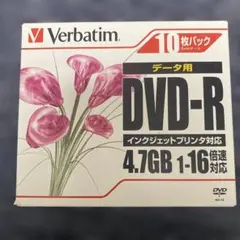 Verbatim
10枚パック
データ用
DVD-R
インクジェットプリンタ対応
4.7GB 1-16倍速対応
DVD